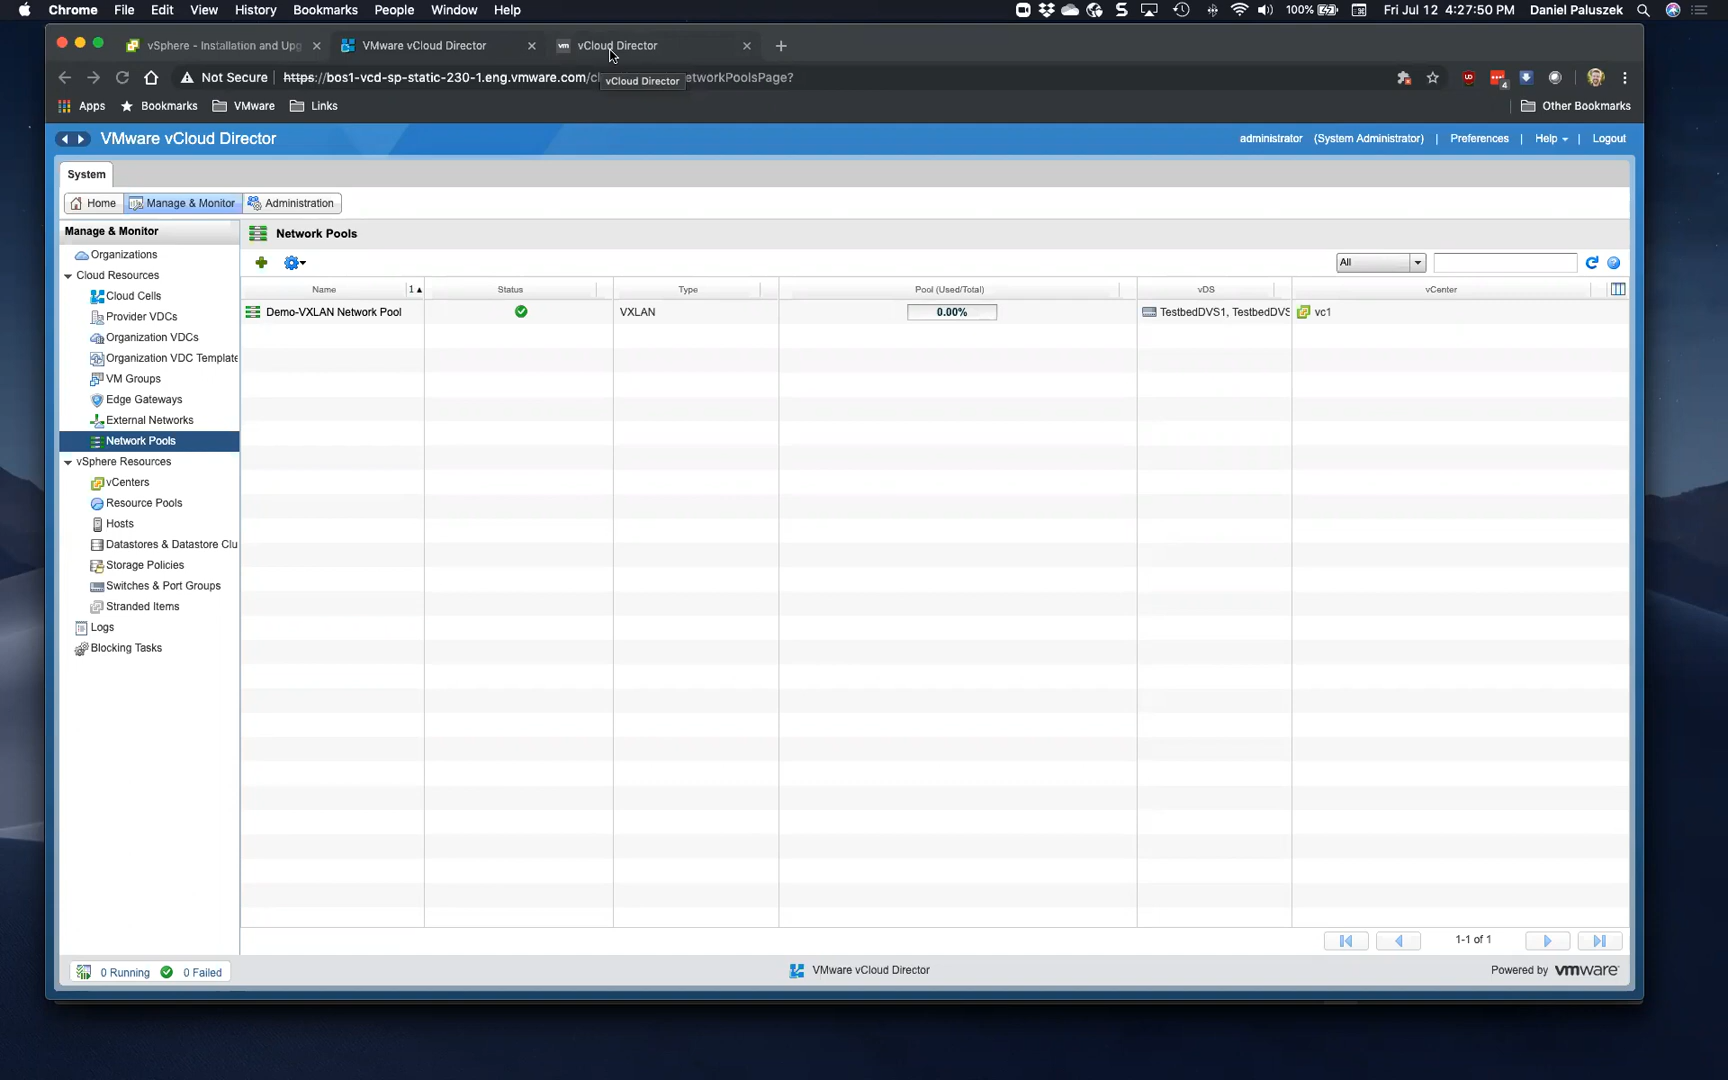 Chrome File Edit View History Bookmarks People Window Help 100% Fri Jul 12 4:27:50 PM Daniel Paluszek
vSphere - Installation and Upg VMware vCloud Director vCloud Director
Not Secure https://bos1-vcd-sp-static-230-1.eng.vmware.com/cl etworkPoolsPage?
vCloud Director
4
Apps Bookmarks VMware Links Other Bookmarks
VMware vCloud Director administrator (System Administrator) | Preferences | Help | Logout
System
Home Manage & Monitor Administration
Manage & Monitor
Network Pools
Organizations
Cloud Resources
Cloud Cells
Provider VDCs
Organization VDCs
Organization VDC Template
VM Groups
Edge Gateways
External Networks
Network Pools
vSphere Resources
vCenters
Resource Pools
Hosts
Datastores & Datastore Clu
Storage Policies
Switches & Port Groups
Stranded Items
Logs
Blocking Tasks
All
Name 1 Status Type Pool (Used/Total) vDS vCenter
Demo-VXLAN Network Pool VXLAN 0.00% TestbedDVS1, TestbedDVS vc1
1-1 of 1
0 Running 0 Failed VMware vCloud Director Powered by vmware